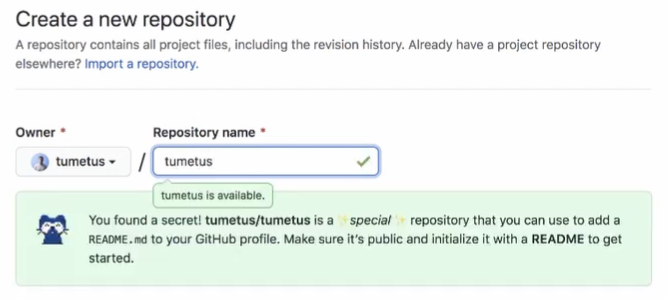 Create a new repository
A repository contains all project files, including the revision history. Already have a project repository
elsewhere? Import a repository.
Owner * Repository name *
tumetus / tumetus
tumetus is available.
You found a secret! tumetus/tumetus is a ✨special✨ repository that you can use to add a
README.md to your GitHub profile. Make sure it's public and initialize it with a README to get
started.